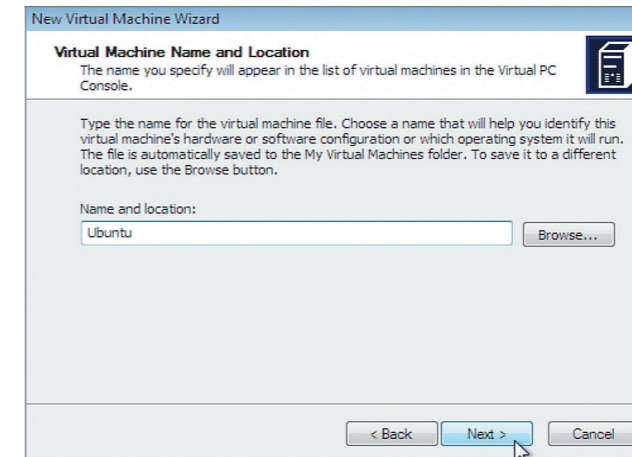 New Virtual Machine Wizard
Virtual Machine Name and Location
The name you specify will appear in the list of virtual machines in the Virtual PC
Console.
Type the name for the virtual machine file. Choose a name that will help you identify this
virtual machine's hardware or software configuration or which operating system it will run.
The file is automatically saved to the My Virtual Machines folder. To save it to a different
location, use the Browse button.
Name and location:
Ubuntu
Browse...
< Back
Next >
Cancel